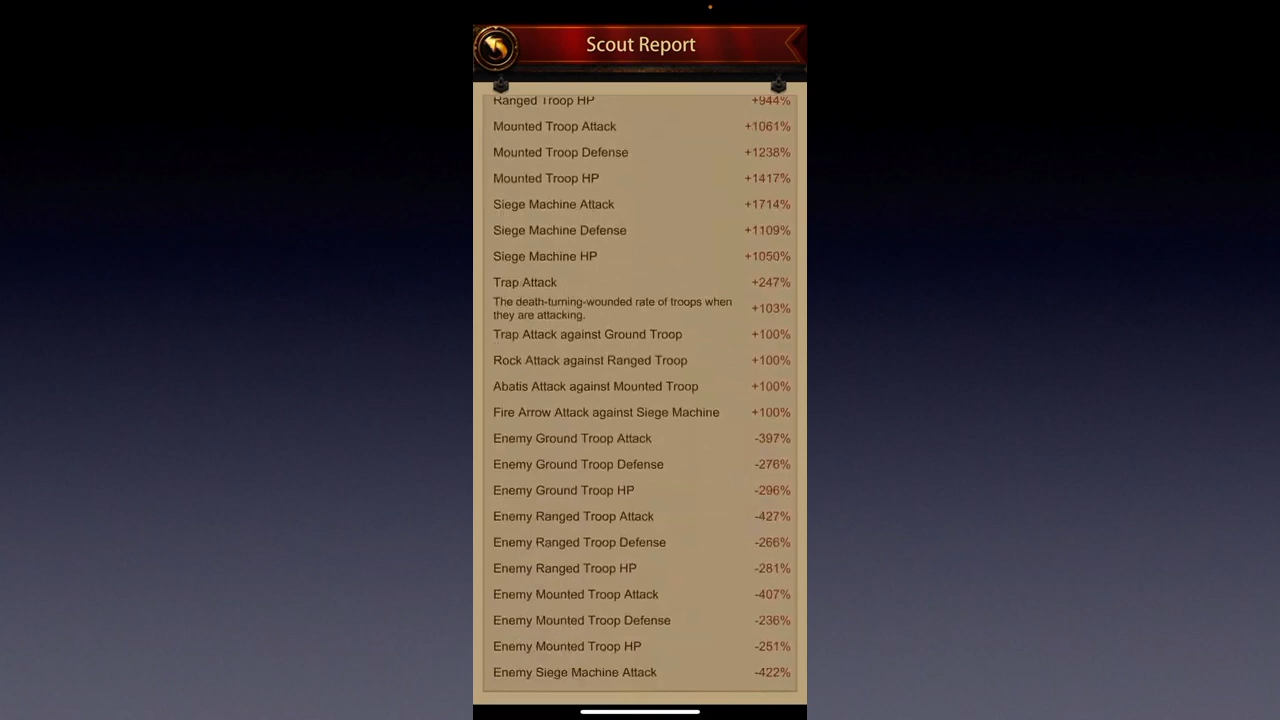 Scout Report
Ranged Troop HP +944%
Mounted Troop Attack +1061%
Mounted Troop Defense +1238%
Mounted Troop HP +1417%
Siege Machine Attack +1714%
Siege Machine Defense +1109%
Siege Machine HP +1050%
Trap Attack +247%
The death-turning-wounded rate of troops when
they are attacking. +103%
Trap Attack against Ground Troop +100%
Rock Attack against Ranged Troop +100%
Abatis Attack against Mounted Troop +100%
Fire Arrow Attack against Siege Machine +100%
Enemy Ground Troop Attack -397%
Enemy Ground Troop Defense -276%
Enemy Ground Troop HP -296%
Enemy Ranged Troop Attack -427%
Enemy Ranged Troop Defense -266%
Enemy Ranged Troop HP -281%
Enemy Mounted Troop Attack -407%
Enemy Mounted Troop Defense -236%
Enemy Mounted Troop HP -251%
Enemy Siege Machine Attack -422%